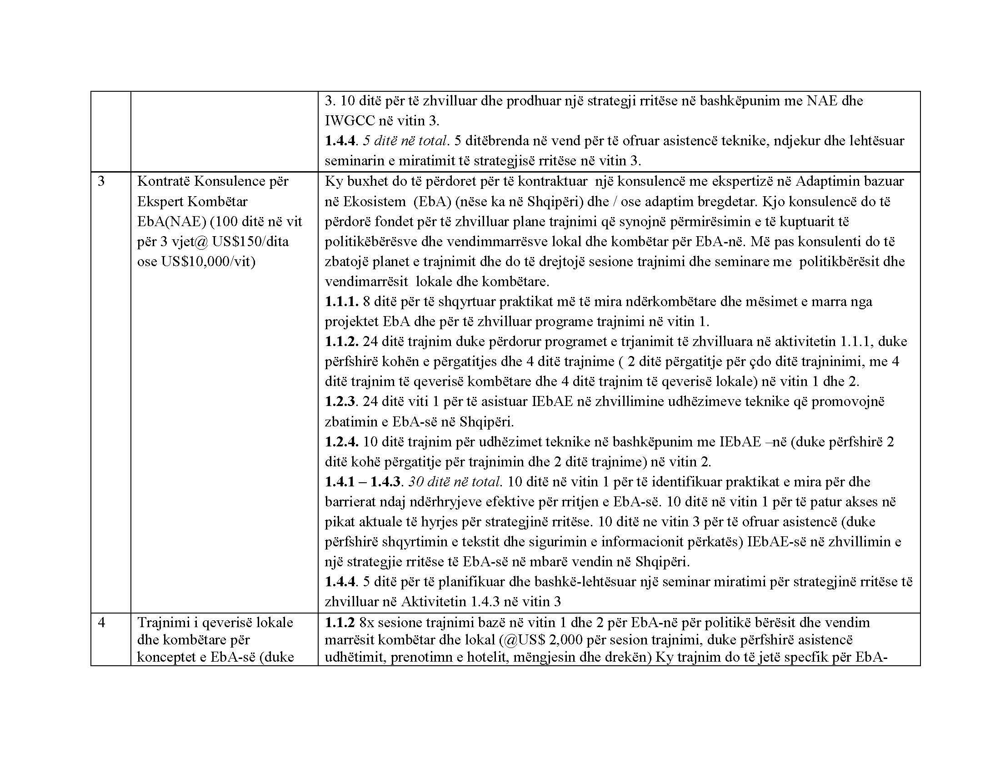 3. 10 ditë për të zhvilluar dhe prodhuar një strategji rritëse në bashkëpunim me NAE dhe
IWGCC në vitin 3.
1.4.4. 5 ditë në total. 5 ditëbrenda në vend për të ofruar asistencë teknike, ndjekur dhe lehtësuar
seminarin e miratimit të strategjisë rritëse në vitin 3.
3
Kontratë Konsulence për
Ekspert Kombëtar
EbA(NAE) (100 ditë në vit
për 3 vjet@ US$150/dita
ose US$10,000/vit)
Ky buxhet do të përdoret për të kontraktuar  një konsulencë me ekspertizë në Adaptimin bazuar
në Ekosistem  (EbA) (nëse ka në Shqipëri) dhe / ose adaptim bregdetar. Kjo konsulencë do të
përdorë fondet për të zhvilluar plane trajnimi që synojnë përmirësimin e të kuptuarit të
politikëbërësve dhe vendimmarrësve lokal dhe kombëtar për EbA-në. Më pas konsulenti do të
zbatojë planet e trajnimit dhe do të drejtojë sesione trajnimi dhe seminare me  politikbërësit dhe
vendimarrësit  lokale dhe kombëtare.
1.1.1. 8 ditë për të shqyrtuar praktikat më të mira ndërkombëtare dhe mësimet e marra nga
projektet EbA dhe për të zhvilluar programe trajnimi në vitin 1.
1.1.2. 24 ditë trajnim duke përdorur programet e trjanimit të zhvilluara në aktivitetin 1.1.1, duke
përfshirë kohën e përgatitjes dhe 4 ditë trajnime ( 2 ditë përgatitje për çdo ditë trajninimi, me 4
ditë trajnim të qeverisë kombëtare dhe 4 ditë trajnim të qeverisë lokale) në vitin 1 dhe 2.
1.2.3. 24 ditë viti 1 për të asistuar IEbAE në zhvillimine udhëzimeve teknike që promovojnë
zbatimin e EbA-së në Shqipëri.
1.2.4. 10 ditë trajnim për udhëzimet teknike në bashkëpunim me IEbAE –në (duke përfshirë 2
ditë kohë përgatitje për trajnimin dhe 2 ditë trajnime) në vitin 2.
1.4.1 – 1.4.3. 30 ditë në total. 10 ditë në vitin 1 për të identifikuar praktikat e mira për dhe
barrierat ndaj ndërhryjeve efektive për rritjen e EbA-së. 10 ditë në vitin 1 për të patur akses në
pikat aktuale të hyrjes për strategjinë rritëse. 10 ditë ne vitin 3 për të ofruar asistencë (duke
përfshirë shqyrtimin e tekstit dhe sigurimin e informacionit përkatës) IEbAE-së në zhvillimin e
një strategjie rritëse të EbA-së në mbarë vendin në Shqipëri.
1.4.4. 5 ditë për të planifikuar dhe bashkë-lehtësuar një seminar miratimi për strategjinë rritëse të
zhvilluar në Aktivitetin 1.4.3 në vitin 3
4
Trajnimi i qeverisë lokale
dhe kombëtare për
konceptet e EbA-së (duke
1.1.2 8x sesione trajnimi bazë në vitin 1 dhe 2 për EbA-në për politikë bërësit dhe vendim
marrësit kombëtar dhe lokal (@US$ 2,000 për sesion trajnimi, duke përfshirë asistencë
udhëtimit, prenotimn e hotelit, mëngjesin dhe drekën) Ky trajnim do të jetë specfik për EbA-